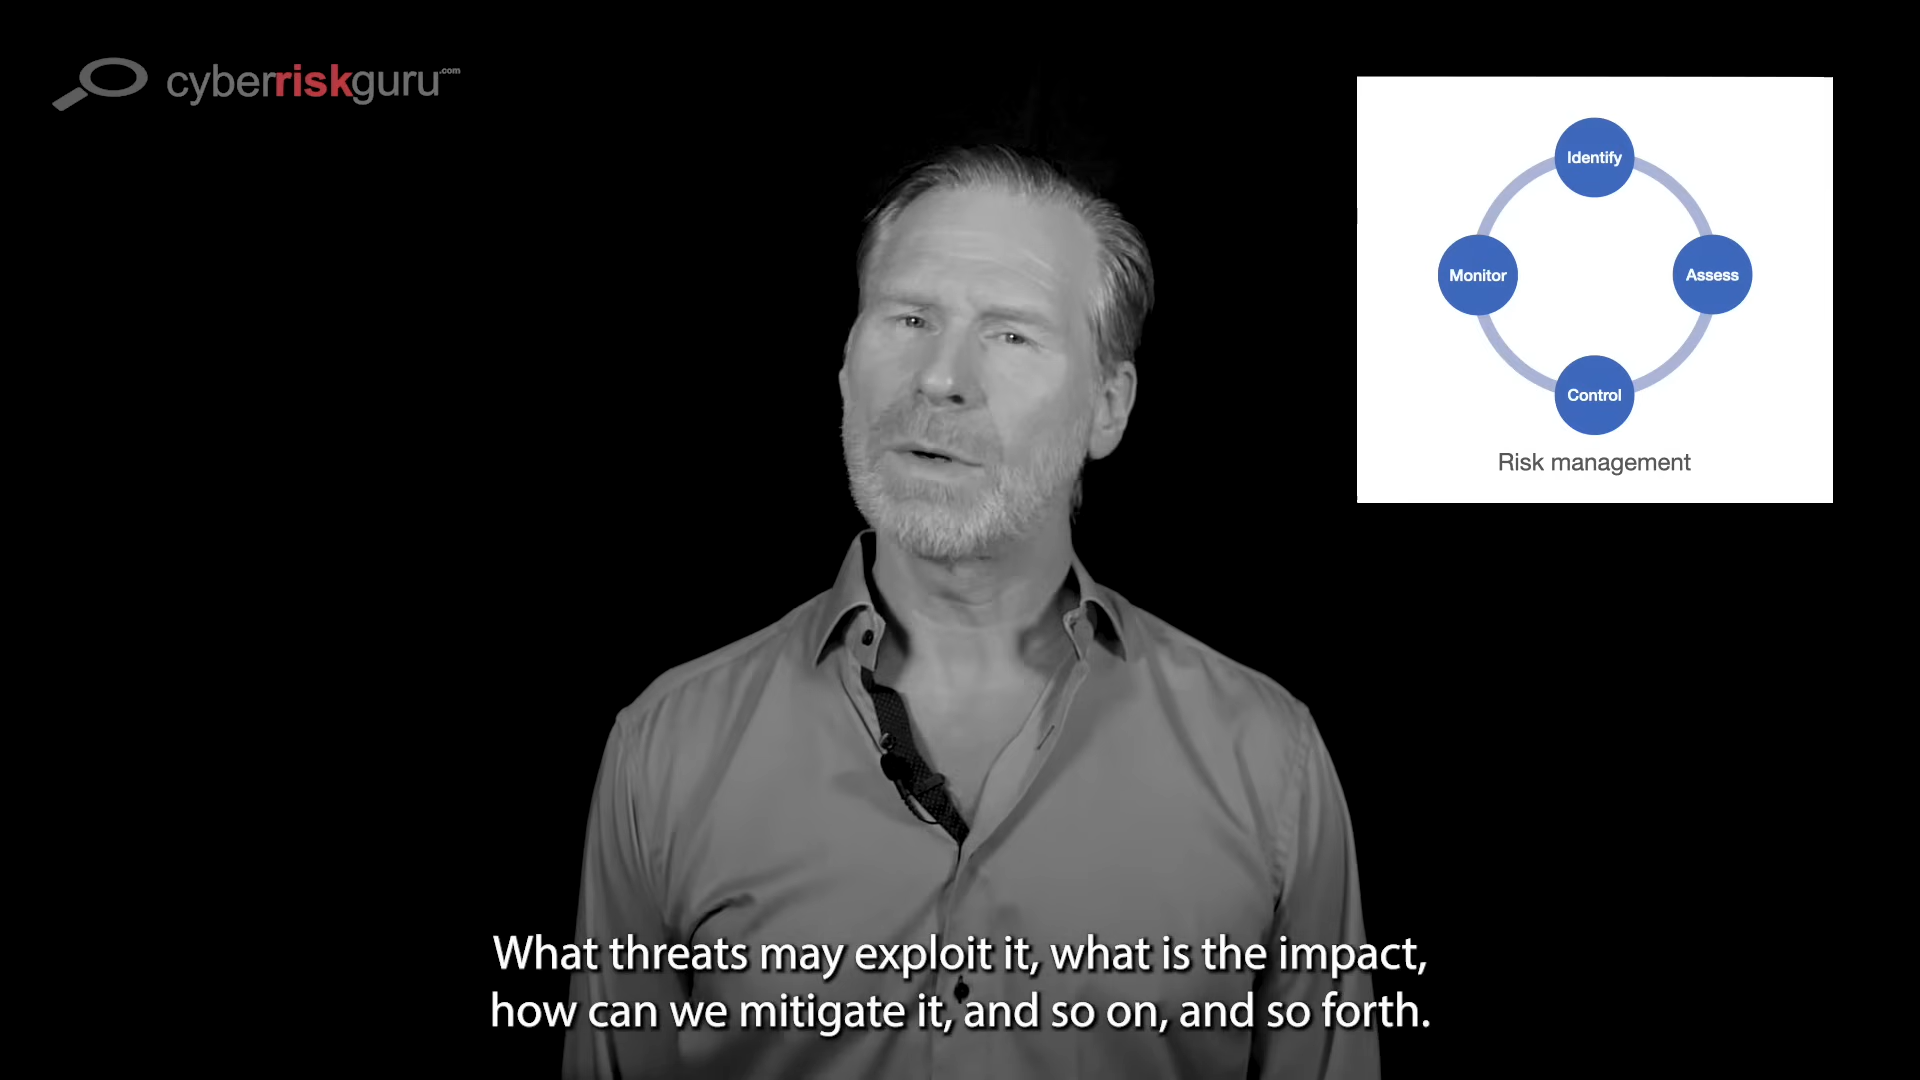 cyberriskguru.com
Identify
Monitor
Assess
Control
Risk management
What threats may exploit it, what is the impact,
how can we mitigate it, and so on, and so forth.